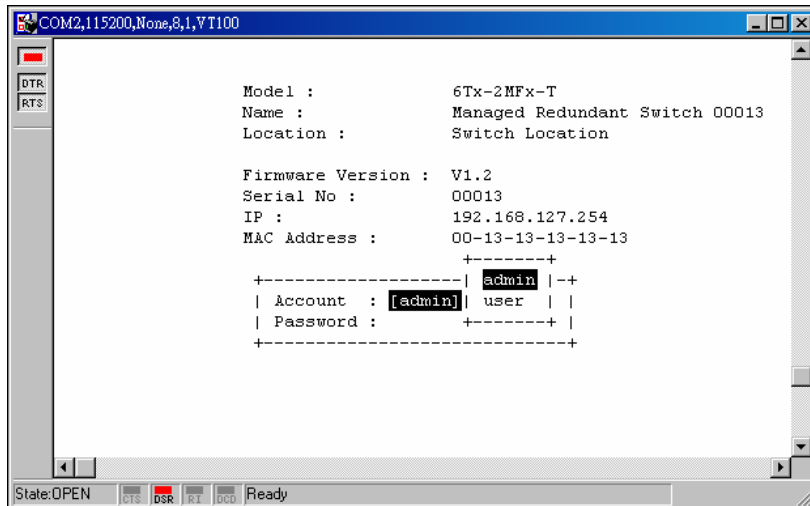 COM2,115200,None,8,1,VT100
DTR
RTS
Model : 6Tx-2MFx-T
Name : Managed Redundant Switch 00013
Location : Switch Location
Firmware Version : V1.2
Serial No : 00013
IP : 192.168.127.254
MAC Address : 00-13-13-13-13-13
+-------+
+-------------------| admin |-+
| Account : [admin]| user | |
| Password : +-------+ |
+-----------------------------+
State:OPEN CTS DSR RI DCD Ready